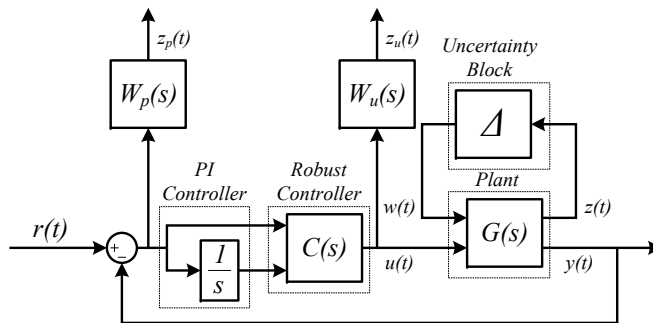 z_p(t)
z_u(t)
Uncertainty
Block
W_p(s)
W_u(s)
Δ
PI
Controller
Robust
Controller
Plant
w(t)
z(t)
r(t)
+
−
C(s)
G(s)
1
s
u(t)
y(t)